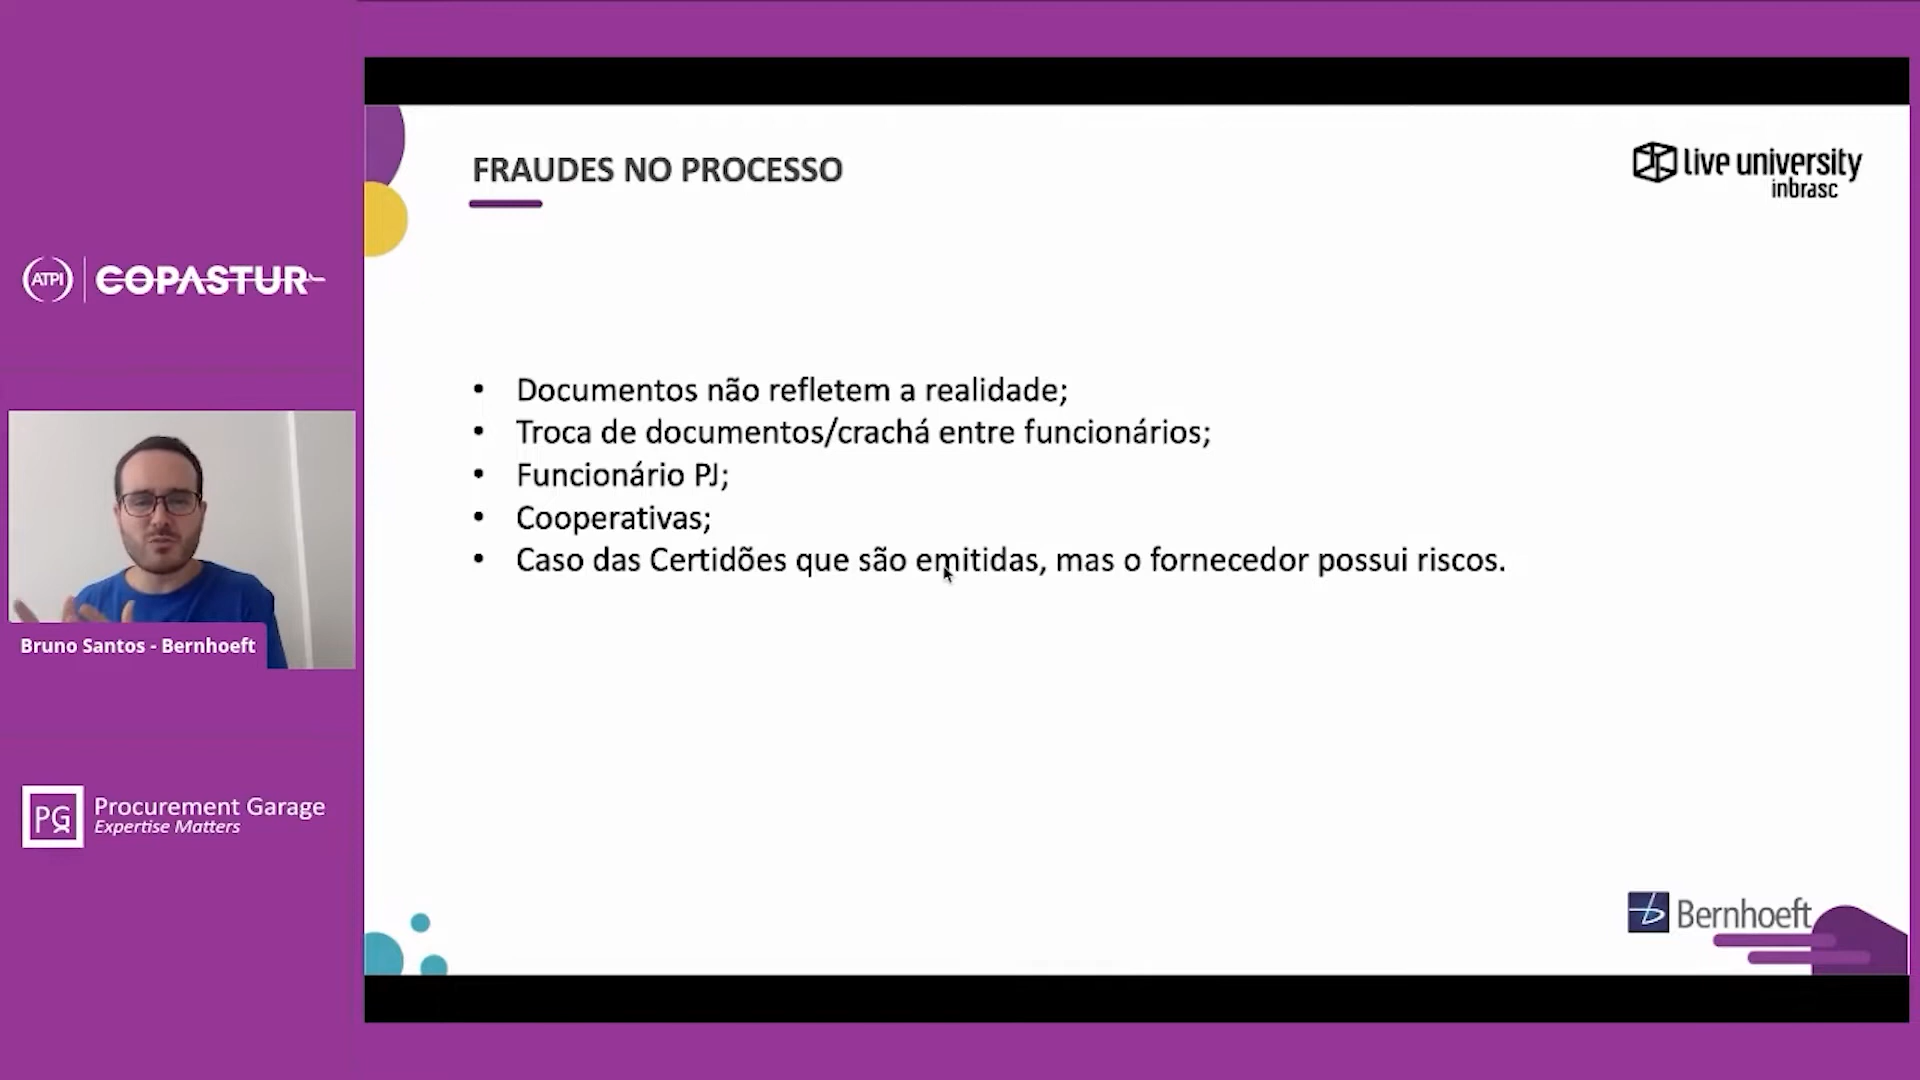 FRAUDES NO PROCESSO
live university
inbrasc
ATPI
COPASTUR
• Documentos não refletem a realidade;
• Troca de documentos/crachá entre funcionários;
• Funcionário PJ;
• Cooperativas;
• Caso das Certidões que são emitidas, mas o fornecedor possui riscos.
Bruno Santos - Bernhoeft
PG
Procurement Garage
Expertise Matters
Bernhoeft